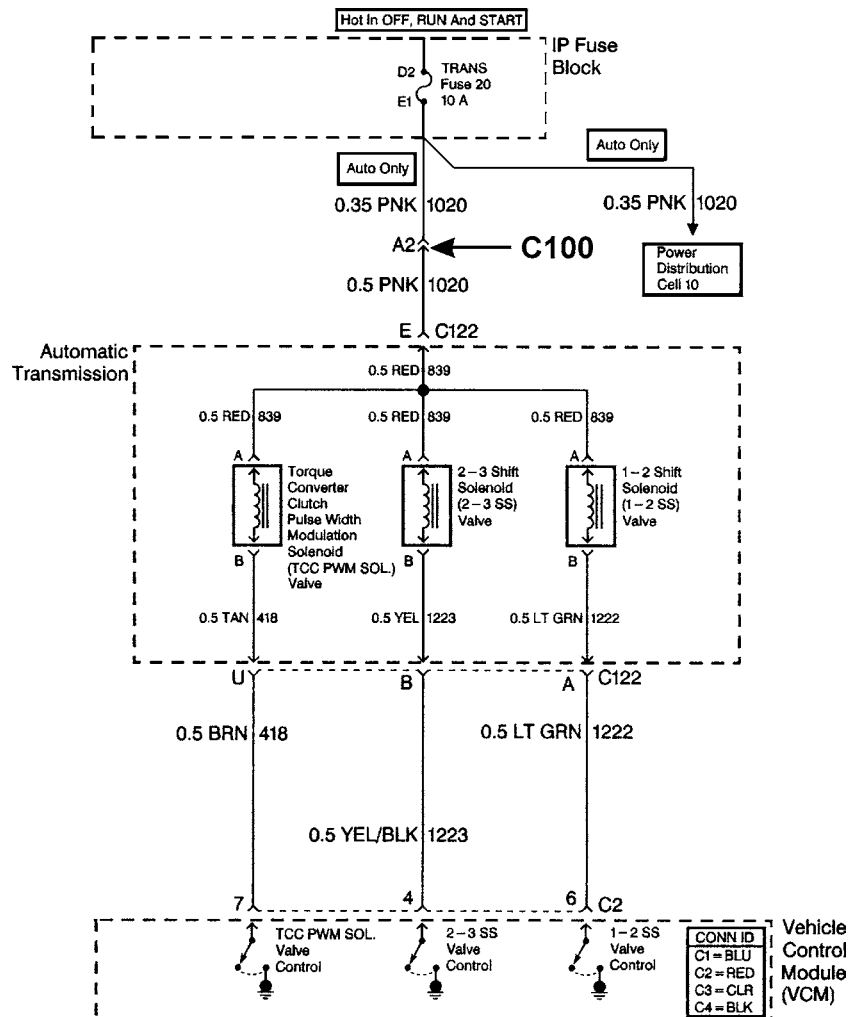 Hot In OFF, RUN And START
IP Fuse
Block
D2
TRANS
Fuse 20
E1
10 A
Auto Only
Auto Only
0.35 PNK 1020
0.35 PNK 1020
A2
C100
Power
Distribution
Cell 10
0.5 PNK 1020
E C122
Automatic
Transmission
0.5 RED 839
0.5 RED 839
0.5 RED 839
0.5 RED 839
A
Torque
Converter
Clutch
Pulse Width
Modulation
Solenoid
(TCC PWM SOL.)
Valve
B
A
2-3 Shift
Solenoid
(2-3 SS)
Valve
B
A
1-2 Shift
Solenoid
(1-2 SS)
Valve
B
0.5 TAN 418
0.5 YEL 1223
0.5 LT GRN 1222
U
B
A C122
0.5 BRN 418
0.5 LT GRN 1222
0.5 YEL/BLK 1223
7
4
6 C2
TCC PWM SOL.
Valve
Control
2-3 SS
Valve
Control
1-2 SS
Valve
Control
CONN ID
C1=BLU
C2=RED
C3=CLR
C4=BLK
Vehicle
Control
Module
(VCM)